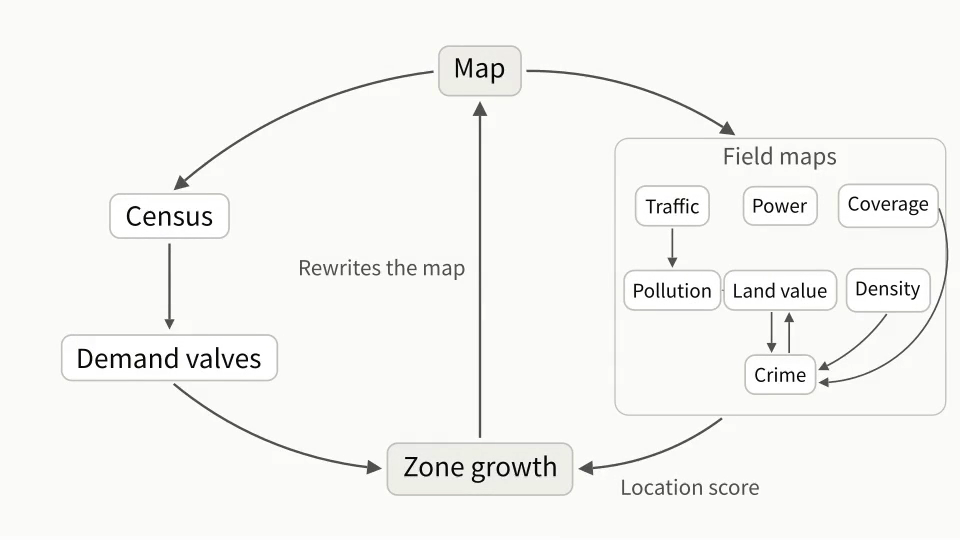 Map
Field maps
Traffic
Power
Coverage
Census
Rewrites the map
Pollution
Land value
Density
Demand valves
Crime
Zone growth
Location score